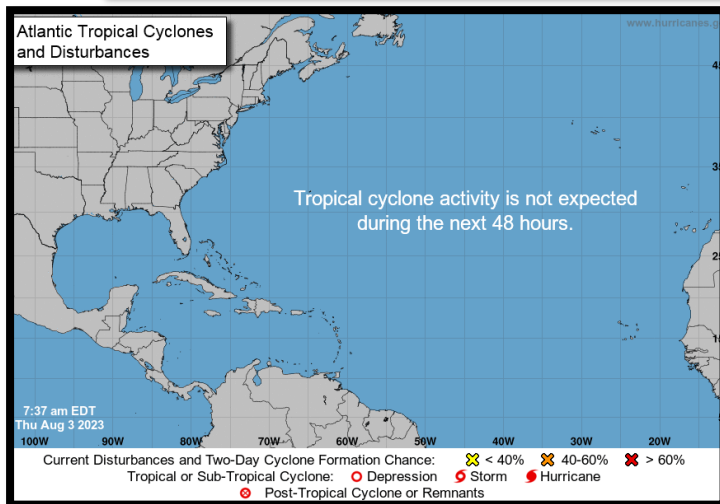 Atlantic Tropical Cyclones
and Disturbances
www.hurricanes.g
Tropical cyclone activity is not expected
during the next 48 hours.
7:37 am EDT
Thu Aug 3 2023
100W 90W 80W 70W 60W 50W 40W 30W 20W
Current Disturbances and Two-Day Cyclone Formation Chance: < 40% 40-60% > 60%
Tropical or Sub-Tropical Cyclone: Depression Storm Hurricane
Post-Tropical Cyclone or Remnants